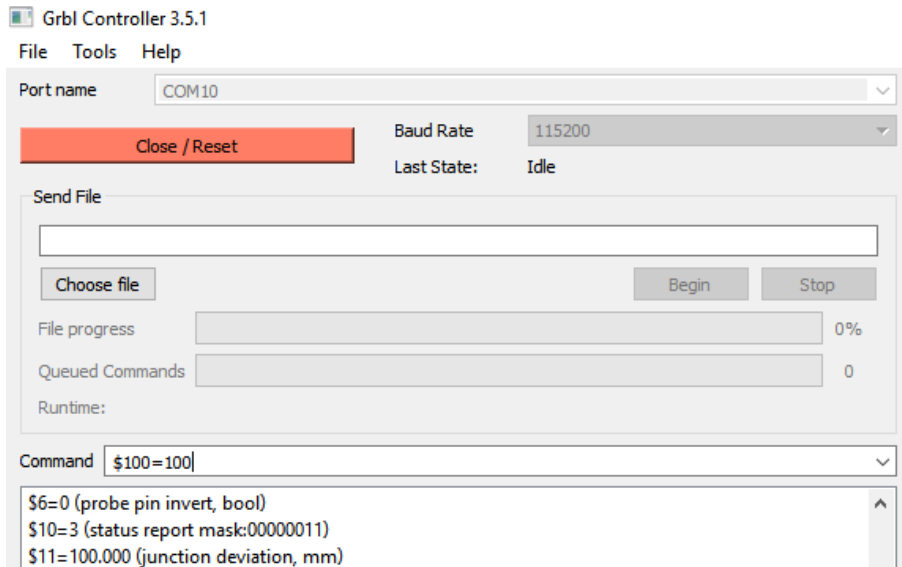 Grbl Controller 3.5.1
File Tools Help
Port name COM10
Close / Reset
Baud Rate 115200
Last State: Idle
Send File
Choose file Begin Stop
File progress 0%
Queued Commands 0
Runtime:
Command $100=100
$6=0 (probe pin invert, bool)
$10=3 (status report mask:00000011)
$11=100.000 (junction deviation, mm)